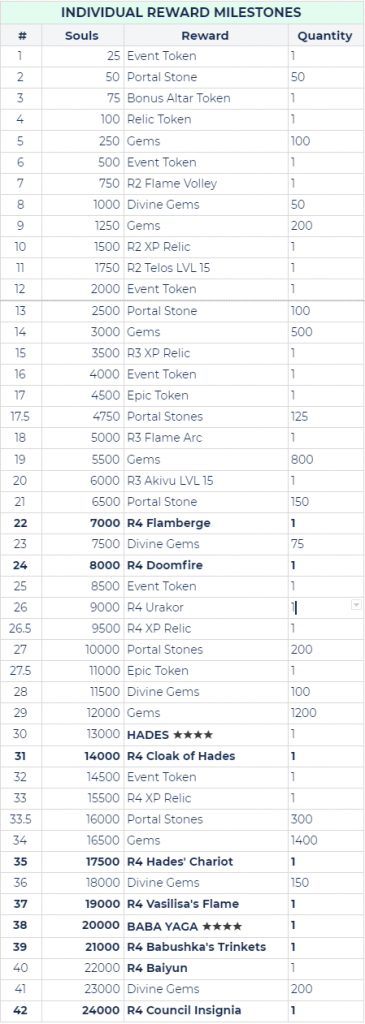 INDIVIDUAL REWARD MILESTONES
# Souls Reward Quantity
1 25 Event Token 1
2 50 Portal Stone 50
3 75 Bonus Altar Token 1
4 100 Relic Token 1
5 250 Gems 100
6 500 Event Token 1
7 750 R2 Flame Volley 1
8 1000 Divine Gems 50
9 1250 Gems 200
10 1500 R2 XP Relic 1
11 1750 R2 Telos LVL 15 1
12 2000 Event Token 1
13 2500 Portal Stone 100
14 3000 Gems 500
15 3500 R3 XP Relic 1
16 4000 Event Token 1
17 4500 Epic Token 1
17.5 4750 Portal Stones 125
18 5000 R3 Flame Arc 1
19 5500 Gems 800
20 6000 R3 Akivu LVL 15 1
21 6500 Portal Stone 150
22 7000 R4 Flamberge 1
23 7500 Divine Gems 75
24 8000 R4 Doomfire 1
25 8500 Event Token 1
26 9000 R4 Urakor 1
26.5 9500 R4 XP Relic 1
27 10000 Portal Stones 200
27.5 11000 Epic Token 1
28 11500 Divine Gems 100
29 12000 Gems 1200
30 13000 HADES ★★★★ 1
31 14000 R4 Cloak of Hades 1
32 14500 Event Token 1
33 15500 R4 XP Relic 1
33.5 16000 Portal Stones 300
34 16500 Gems 1400
35 17500 R4 Hades' Chariot 1
36 18000 Divine Gems 150
37 19000 R4 Vasilisa's Flame 1
38 20000 BABA YAGA ★★★★ 1
39 21000 R4 Babushka's Trinkets 1
40 22000 R4 Baiyun 1
41 23000 Divine Gems 200
42 24000 R4 Council Insignia 1